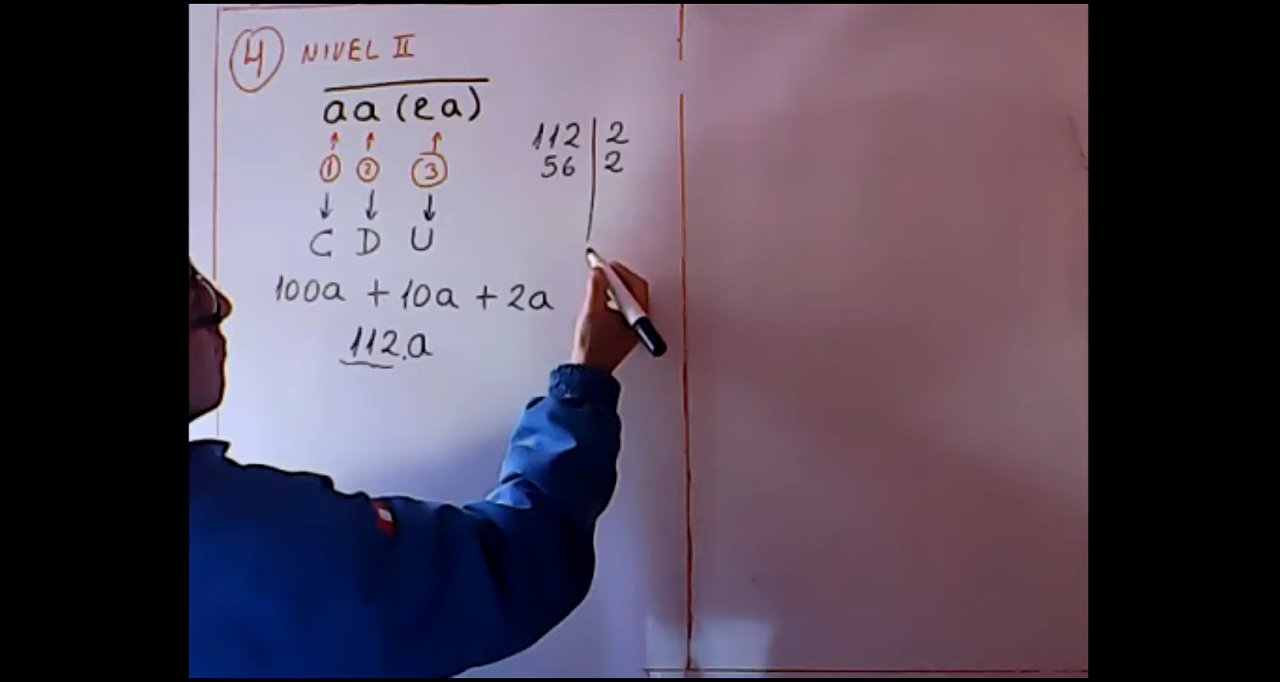 4 NIVEL II
aa(2a)
1 2 3
C D U
100a + 10a + 2a
112.a
112 | 2
56 | 2